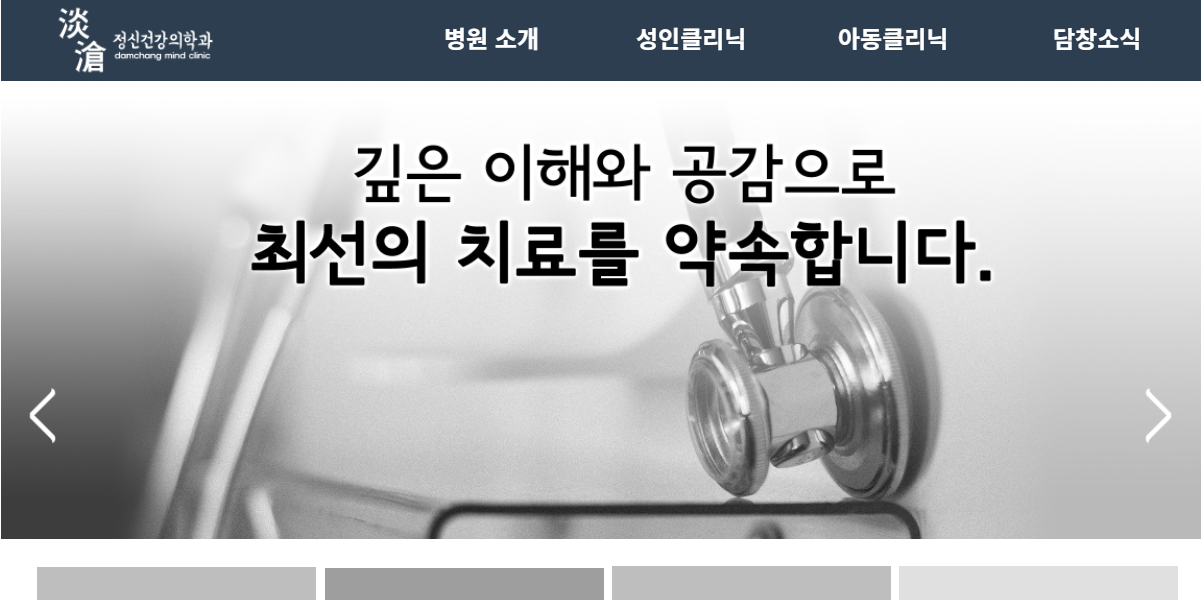 淡滄
정신건강의학과
damchang mind clinic
병원 소개
성인클리닉
아동클리닉
담창소식
깊은 이해와 공감으로
최선의 치료를 약속합니다.